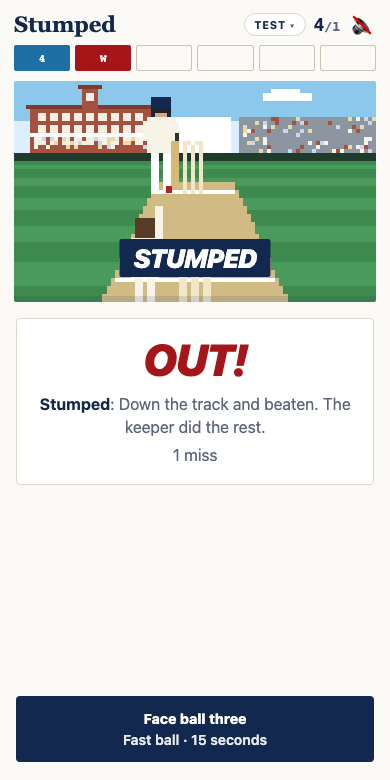 Stumped
TEST ▾ 4/1
4 W
STUMPED
OUT!
Stumped: Down the track and beaten. The
keeper did the rest.
1 miss
Face ball three
Fast ball · 15 seconds